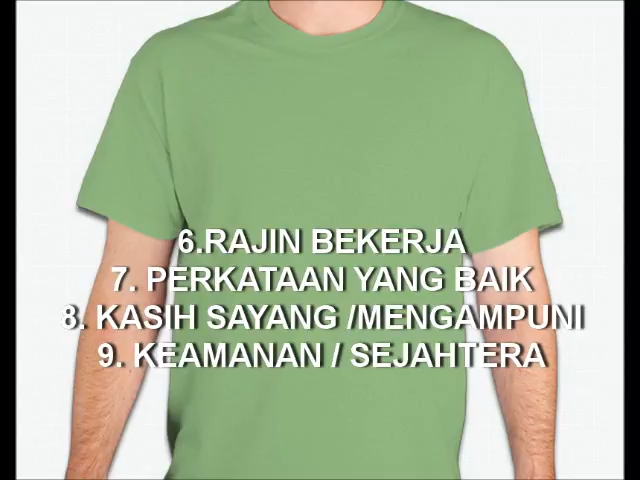 6.RAJIN BEKERJA
7. PERKATAAN YANG BAIK
8. KASIH SAYANG /MENGAMPUNI
9. KEAMANAN / SEJAHTERA